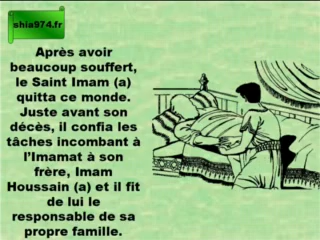 shia974.fr
Après avoir
beaucoup souffert,
le Saint Imam (a)
quitta ce monde.
Juste avant son
décès, il confia les
tâches incombant à
l'Imamat à son
frère, Imam
Houssain (a) et il fit
de lui le
responsable de sa
propre famille.